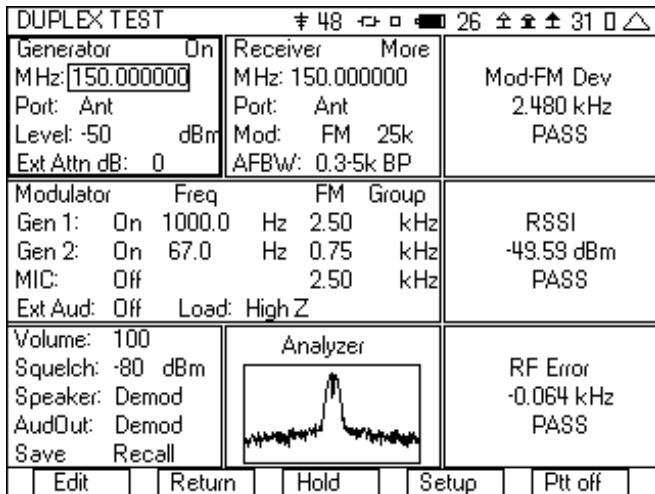 DUPLEX TEST 48 26 31
Generator On
MHz: 150.000000
Port: Ant
Level: -50 dBm
Ext Attn dB: 0
Receiver More
MHz: 150.000000
Port: Ant
Mod: FM 25k
AFBW: 0.3-5k BP
Mod-FM Dev
2.480 kHz
PASS
Modulator Freq FM Group
Gen 1: On 1000.0 Hz 2.50 kHz
Gen 2: On 67.0 Hz 0.75 kHz
MIC: Off 2.50 kHz
Ext Aud: Off Load: High Z
RSSI
-49.59 dBm
PASS
Volume: 100
Squelch: -80 dBm
Speaker: Demod
AudOut: Demod
Save Recall
Analyzer
RF Error
-0.064 kHz
PASS
Edit Return Hold Setup Ptt off